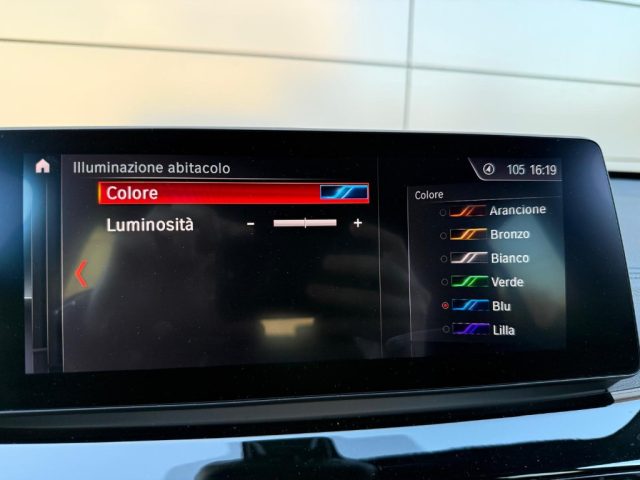 Illuminazione abitacolo
105 16:19
Colore
Luminosità
- +
Colore
Arancione
Bronzo
Bianco
Verde
Blu
Lilla